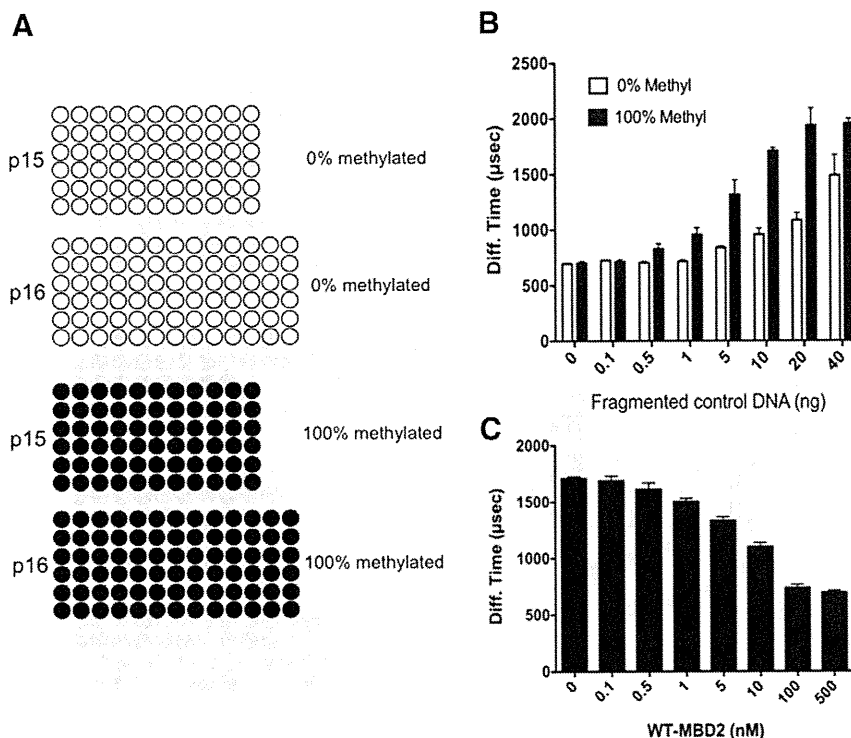 A
p15
0% methylated
p16
0% methylated
p15
100% methylated
p16
100% methylated
B
2500
2000
1500
1000
500
0
Diff. Time (µsec)
0% Methyl
100% Methyl
0 0.1 0.5 1 5 10 20 40
Fragmented control DNA (ng)
C
2000
1500
1000
500
0
Diff. Time (µsec)
0 0.1 0.5 1 5 10 100 500
WT-MBD2 (nM)